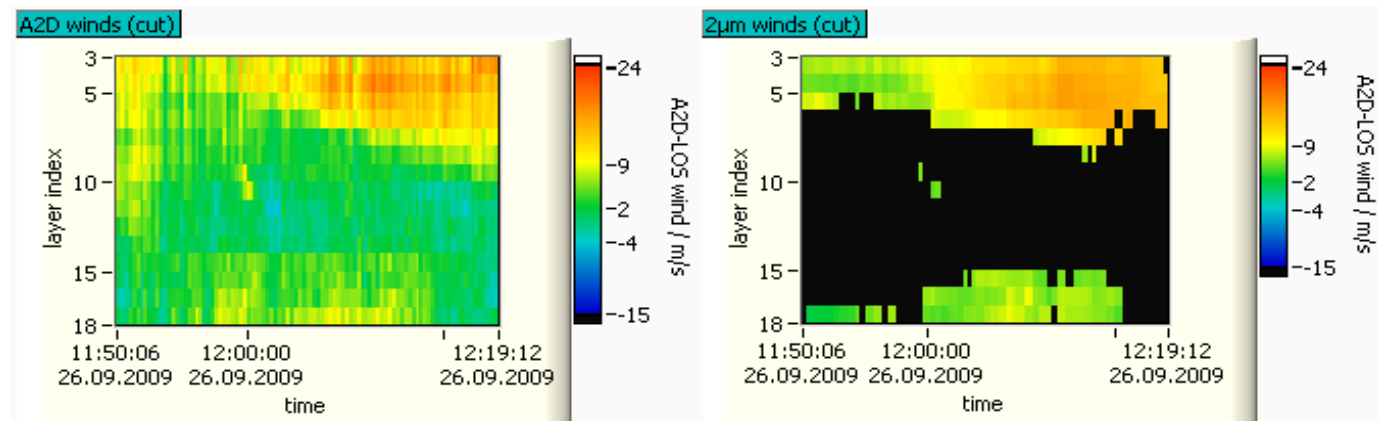 A2D winds (cut)
3
5
10
15
18
layer index
11:50:06 12:00:00 12:19:12
26.09.2009 26.09.2009 26.09.2009
time
-24
-9
-2
--4
--15
A2D-LOS wind / m/s
2µm winds (cut)
3
5
10
15
18
layer index
11:50:06 12:00:00 12:19:12
26.09.2009 26.09.2009 26.09.2009
time
-24
-9
-2
--4
--15
A2D-LOS wind / m/s